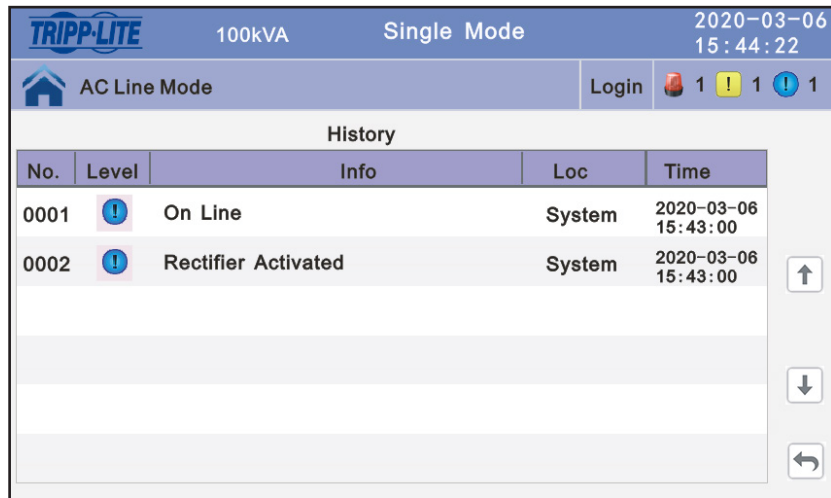 TRIPP·LITE 100kVA Single Mode 2020-03-06
15:44:22
AC Line Mode Login 1 ! 1 ! 1
History
No. Level Info Loc Time
0001 ! On Line System 2020-03-06
15:43:00
0002 ! Rectifier Activated System 2020-03-06
15:43:00